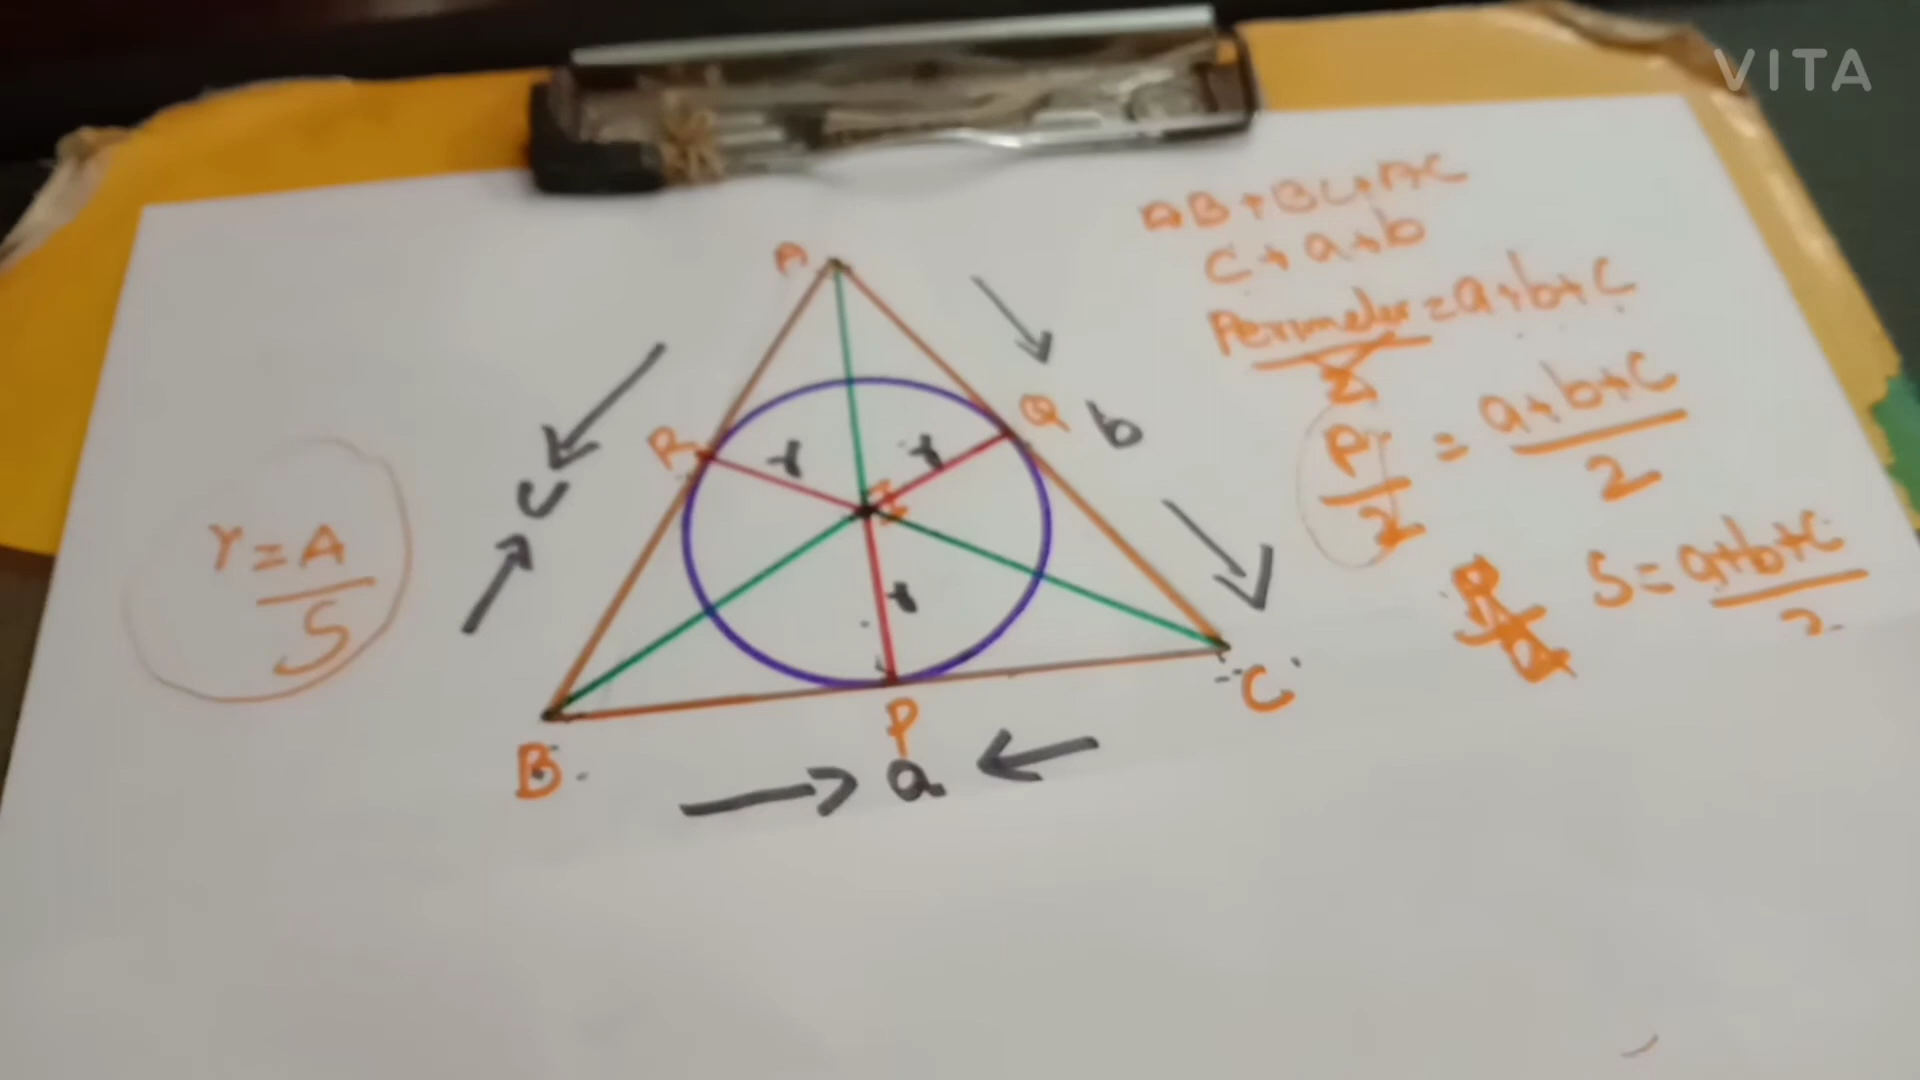 VITA
AB+BC+AC
C+a+b
Perimeter=a+b+c
2
P/2 = a+b+c/2
S=a+b+c/2
r=A/S
A
R
Q
b
c
r
r
r
I
B
P
C
a